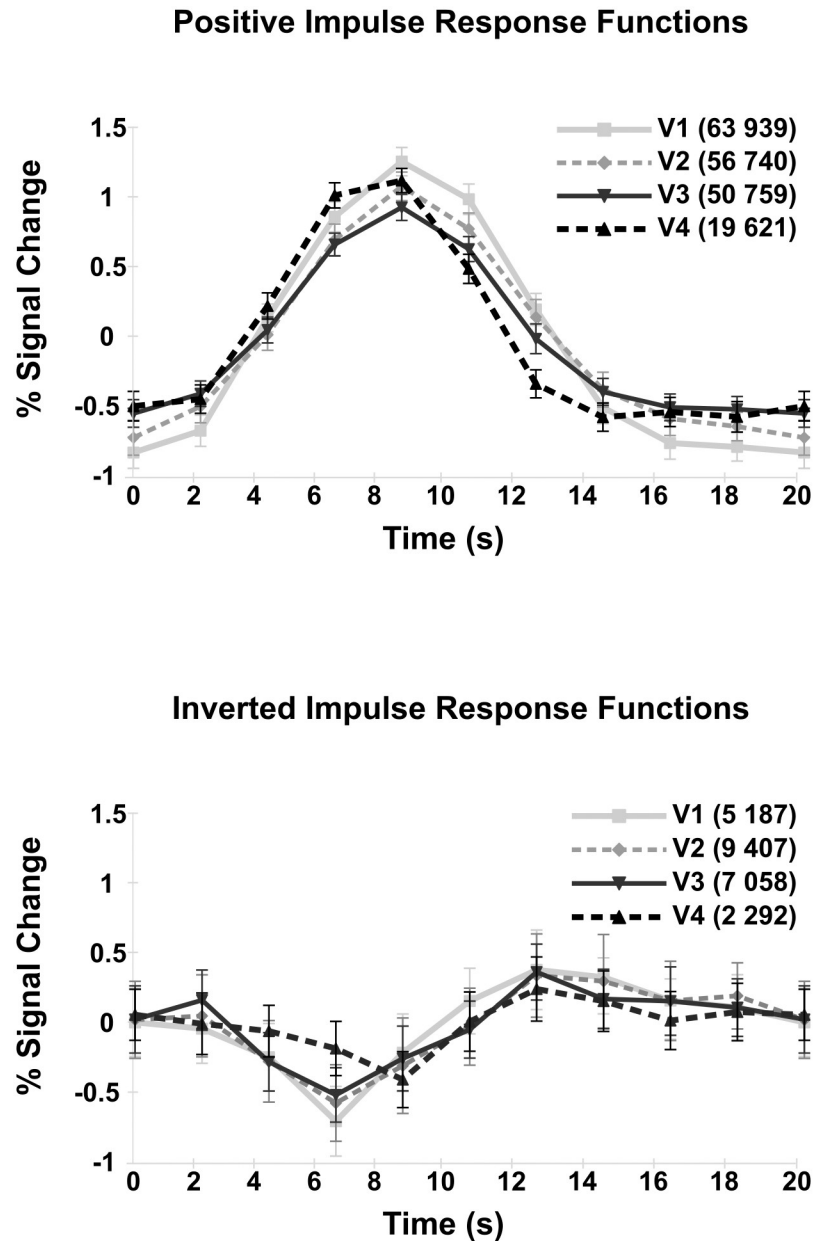 Positive Impulse Response Functions
% Signal Change
1.5
1
0.5
0
-0.5
-1
V1 (63 939)
V2 (56 740)
V3 (50 759)
V4 (19 621)
0 2 4 6 8 10 12 14 16 18 20
Time (s)
Inverted Impulse Response Functions
% Signal Change
1.5
1
0.5
0
-0.5
-1
V1 (5 187)
V2 (9 407)
V3 (7 058)
V4 (2 292)
0 2 4 6 8 10 12 14 16 18 20
Time (s)